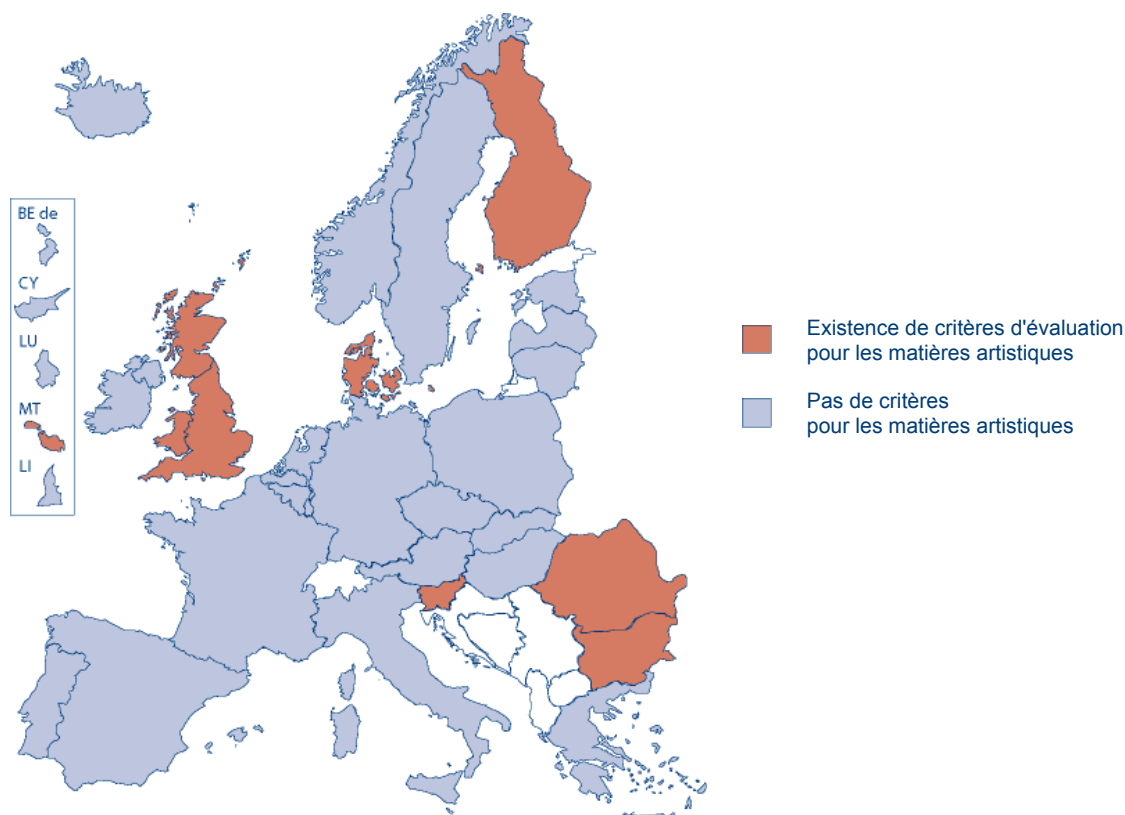 BE de
CY
LU
MT
LI
Existence de critères d'évaluation
pour les matières artistiques
Pas de critères
pour les matières artistiques